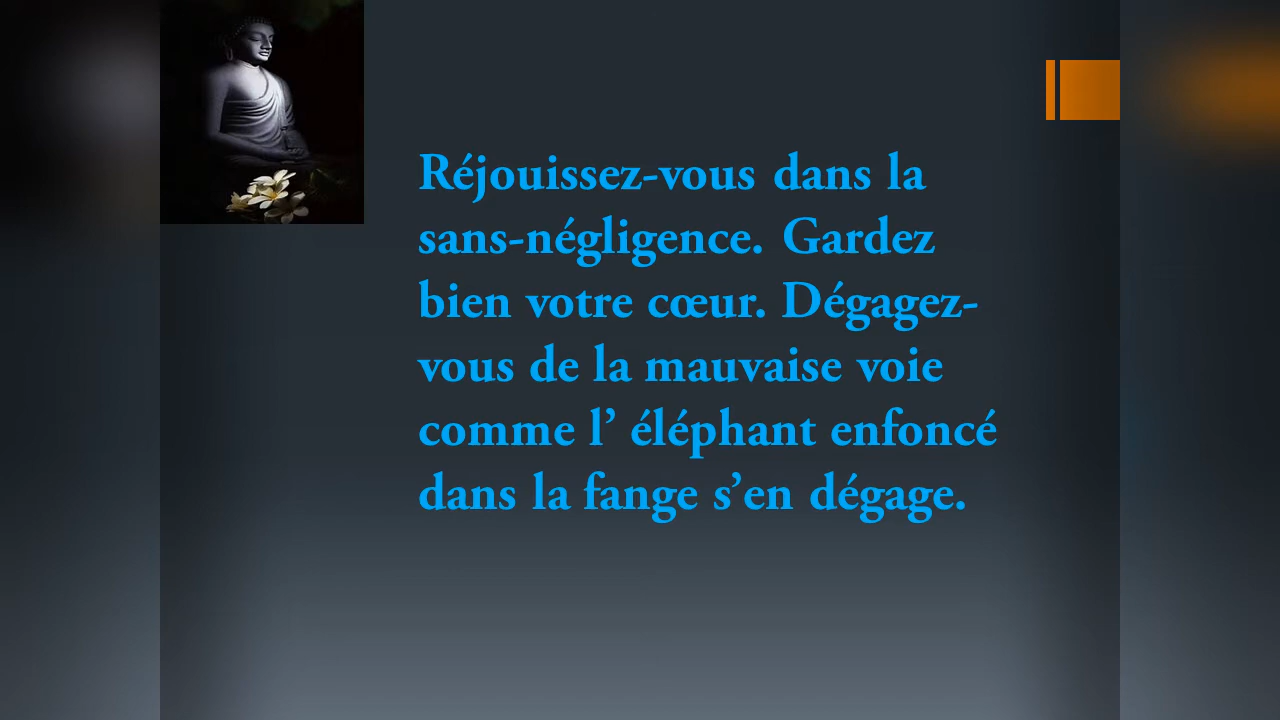 Réjouissez-vous dans la
sans-négligence. Gardez
bien votre cœur. Dégagez-
vous de la mauvaise voie
comme l’ éléphant enfoncé
dans la fange s’en dégage.